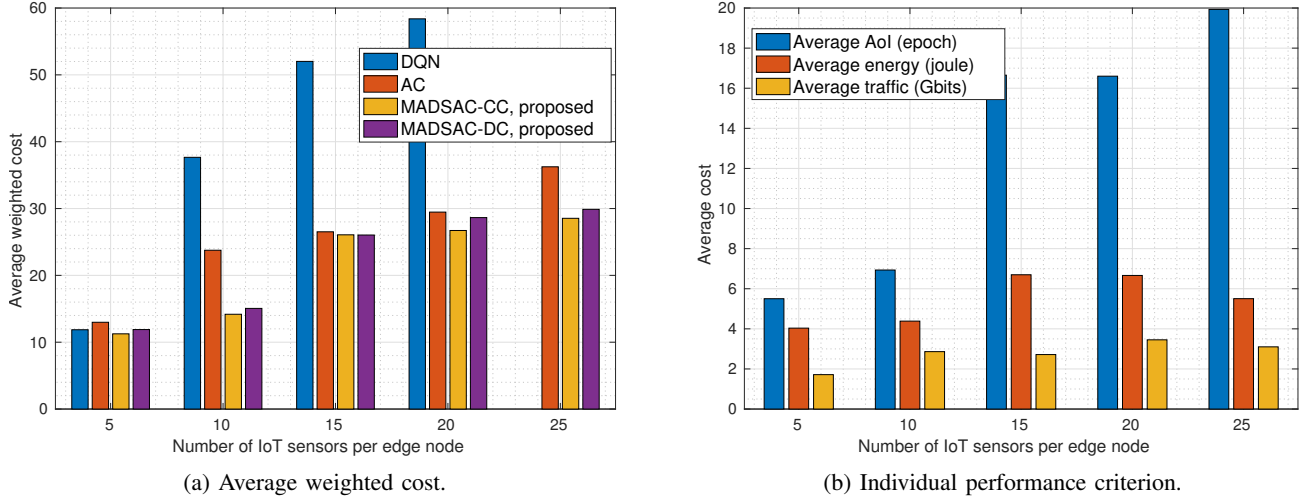 60
50
40
30
20
10
0
Average weighted cost
DQN
AC
MADSAC-CC, proposed
MADSAC-DC, proposed
5
10
15
20
25
Number of IoT sensors per edge node
(a) Average weighted cost.
20
18
16
14
12
10
8
6
4
2
0
Average cost
Average AoI (epoch)
Average energy (joule)
Average traffic (Gbits)
5
10
15
20
25
Number of IoT sensors per edge node
(b) Individual performance criterion.